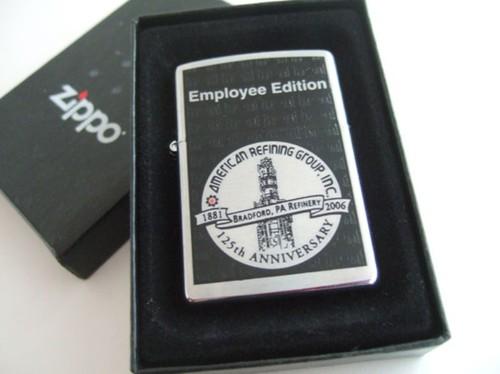 zippo
Employee Edition
AMERICAN REFINING GROUP, INC.
1881 BRADFORD, PA REFINERY 2006
125th ANNIVERSARY